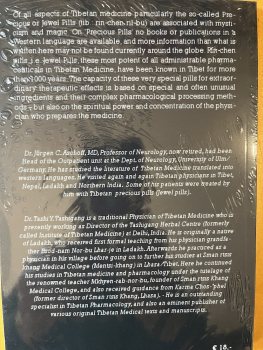 Of all aspects of Tibetan medicine particulary the so-called Pre-
cious or Jewel Pills (tib.: rin-chen-ril-bu) are associated with mysti-
cism and magic. On 'Precious Pills' no books or publications in a
Western language are available, and more information than what is
written here may not be found currently around the globe. Rin-chen
pills, i.e. Jewel Pills, these most potent of all administrable pharma-
ceuticals in Tibetan Medicine, have been known in Tibet for more
than 1,000 years. The capacity of these very special pills for extraor-
dinary therapeutic effects is based on special and often unusual
ingredients and their complex pharmacological processing meth-
ods - but also on the spiritual power and concentration of the physi-
cian who prepares the medicine.
Dr. Jürgen C. Aschoff, MD, Professor of Neurology, now retired, had been
Head of the Outpatient unit at the Dept. of Neurology, University of Ulm/
Germany. He has studied the literature of Tibetan Medicine translated into
western languages. He visited again and again Tibetan physicians in Tibet,
Nepal, Ladakh and Northern India. Some of his patients were treated by
him with Tibetan precious pills (Jewel pills).
Dr. Tashi Y. Tashigang is a traditional Physician of Tibetan Medicine who is
presently working as Director of the Tashigang Herbal Centre (formerly
called Institute of Tibetan Medicine) at Delhi, India. He is originally a native
of Ladakh, who received first formal teaching from his physician grandfa-
ther Bhrid-nam Nor-bu Lhar-je in Ladakh. Afterwards he practiced as a
physician in his village before going on to further his studies at Sman rtsis
khang Medical College (Mentsi-khang) in Lhasa/Tibet. Here he continued
his studies in Tibetan medicine and pharmacology under the tutelage of
the renowned teacher Mkhyen-rab-nor-bu, founder of Sman rtsis Khang
Medical College, and also received guidance from Karma Chos-'phel
(former director of Sman rtsis Khang, Lhasa). - He is an outstanding
specialist in Tibetan Pharmacology, and also an eminent publisher of
various original Tibetan Medical texts and manuscripts.
€ 18,-